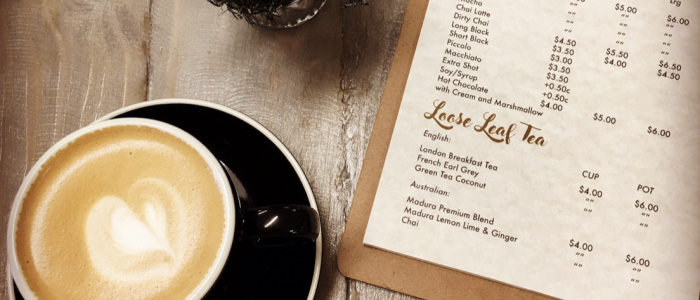 Lrg
$5.00 $6.00
"" ""
Chai Latte "" ""
Dirty Chai $4.50 $5.50 $6.50
Long Black $3.50 $4.00 $4.50
Short Black $3.00
Piccolo $3.50
Macchiato $3.50
Extra Shot +0.50c
Soy/Syrup +0.50c
Hot Chocolate $4.00 $5.00 $6.00
with Cream and Marshmallow
Loose Leaf Tea
English: CUP POT
London Breakfast Tea $4.00 $6.00
French Earl Grey "" ""
Green Tea Coconut "" ""
Australian:
Madura Premium Blend $4.00 $6.00
Madura Lemon Lime & Ginger "" ""
Chai "" ""